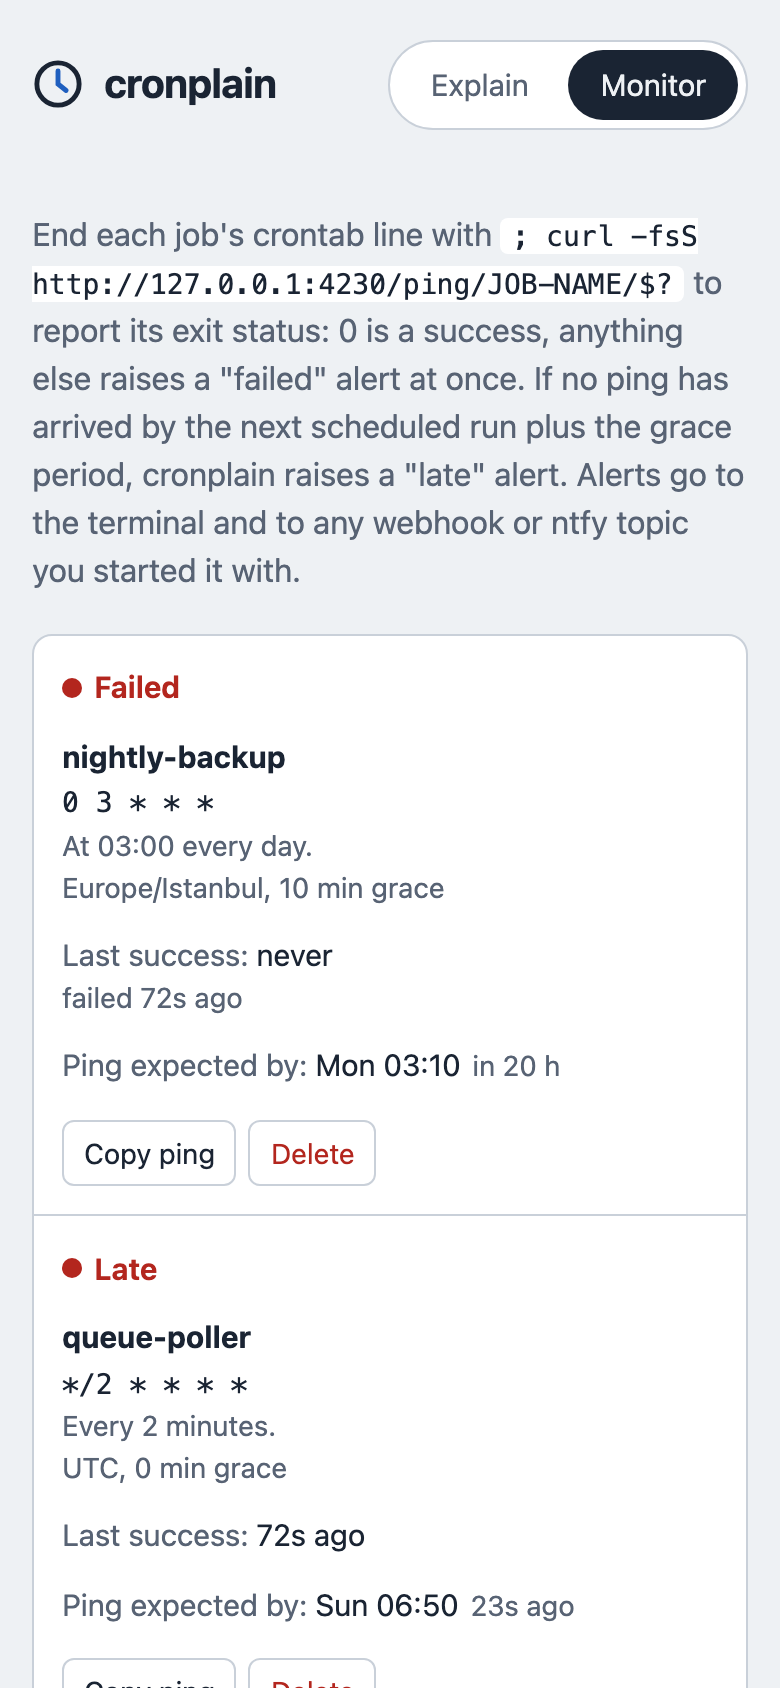 cronplain
Explain
Monitor
End each job's crontab line with ; curl -fsS
http://127.0.0.1:4230/ping/JOB-NAME/$? to
report its exit status: 0 is a success, anything
else raises a "failed" alert at once. If no ping has
arrived by the next scheduled run plus the grace
period, cronplain raises a "late" alert. Alerts go to
the terminal and to any webhook or ntfy topic
you started it with.
Failed
nightly-backup
0 3 * * *
At 03:00 every day.
Europe/Istanbul, 10 min grace
Last success: never
failed 72s ago
Ping expected by: Mon 03:10 in 20 h
Copy ping
Delete
Late
queue-poller
*/2 * * * *
Every 2 minutes.
UTC, 0 min grace
Last success: 72s ago
Ping expected by: Sun 06:50 23s ago
Copy ping
Delete